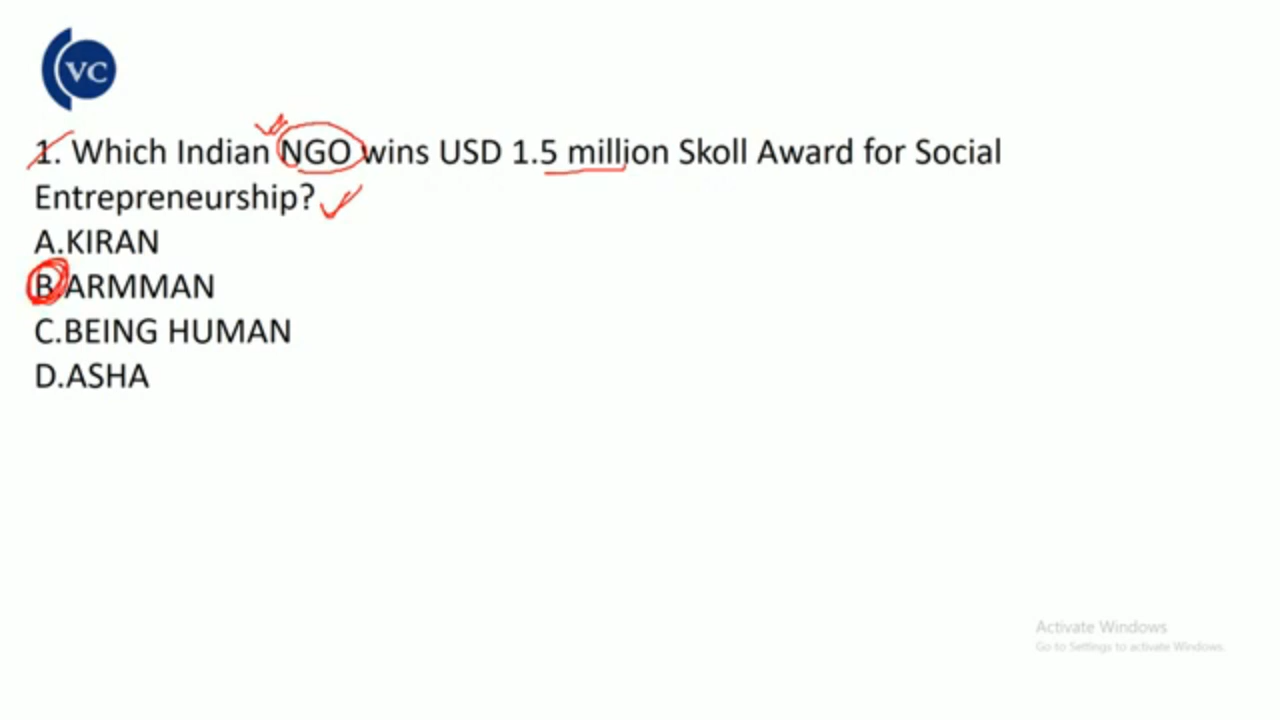 VC
1. Which Indian NGO wins USD 1.5 million Skoll Award for Social
Entrepreneurship?
A.KIRAN
B.ARMMAN
C.BEING HUMAN
D.ASHA
Activate Windows
Go to Settings to activate Windows.